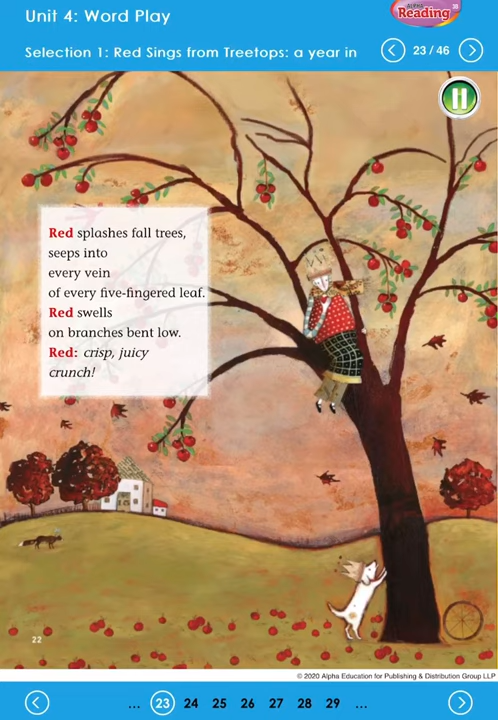 Unit 4: Word Play
ALPHA
Reading
3B
Selection 1: Red Sings from Treetops: a year in
23 / 46
Red splashes fall trees,
seeps into
every vein
of every five-fingered leaf.
Red swells
on branches bent low.
Red: crisp, juicy
crunch!
22
© 2020 Alpha Education for Publishing & Distribution Group LLP
... 23 24 25 26 27 28 29 ...